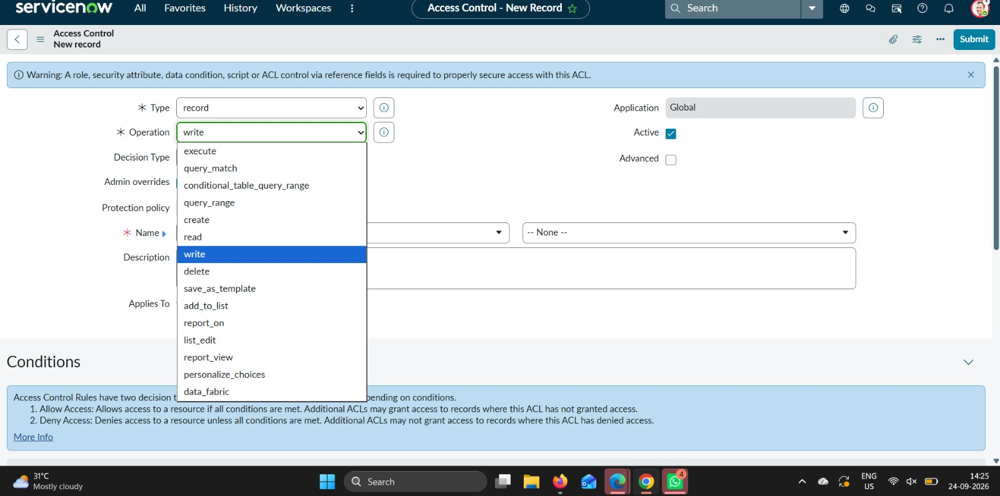 servicenow All Favorites History Workspaces Access Control - New Record Search
Access Control
New record
Submit
Warning: A role, security attribute, data condition, script or ACL control via reference fields is required to properly secure access with this ACL.
Type record
Application Global
Operation write
Active
execute
Decision Type
Advanced
query_match
Admin overrides
conditional_table_query_range
query_range
Protection policy
create
Name
-- None --
read
write
Description
delete
save_as_template
Applies To
add_to_list
report_on
list_edit
Conditions
report_view
personalize_choices
data_fabric
Access Control Rules have two decision t pending on conditions.
1. Allow Access: Allows access to a resource if all conditions are met. Additional ACLs may grant access to records where this ACL has not granted access.
2. Deny Access: Denies access to a resource unless all conditions are met. Additional ACLs may not grant access to records where this ACL has denied access.
More Info
31°C
Mostly cloudy
Search
4
ENG
US
14:25
24-09-2026